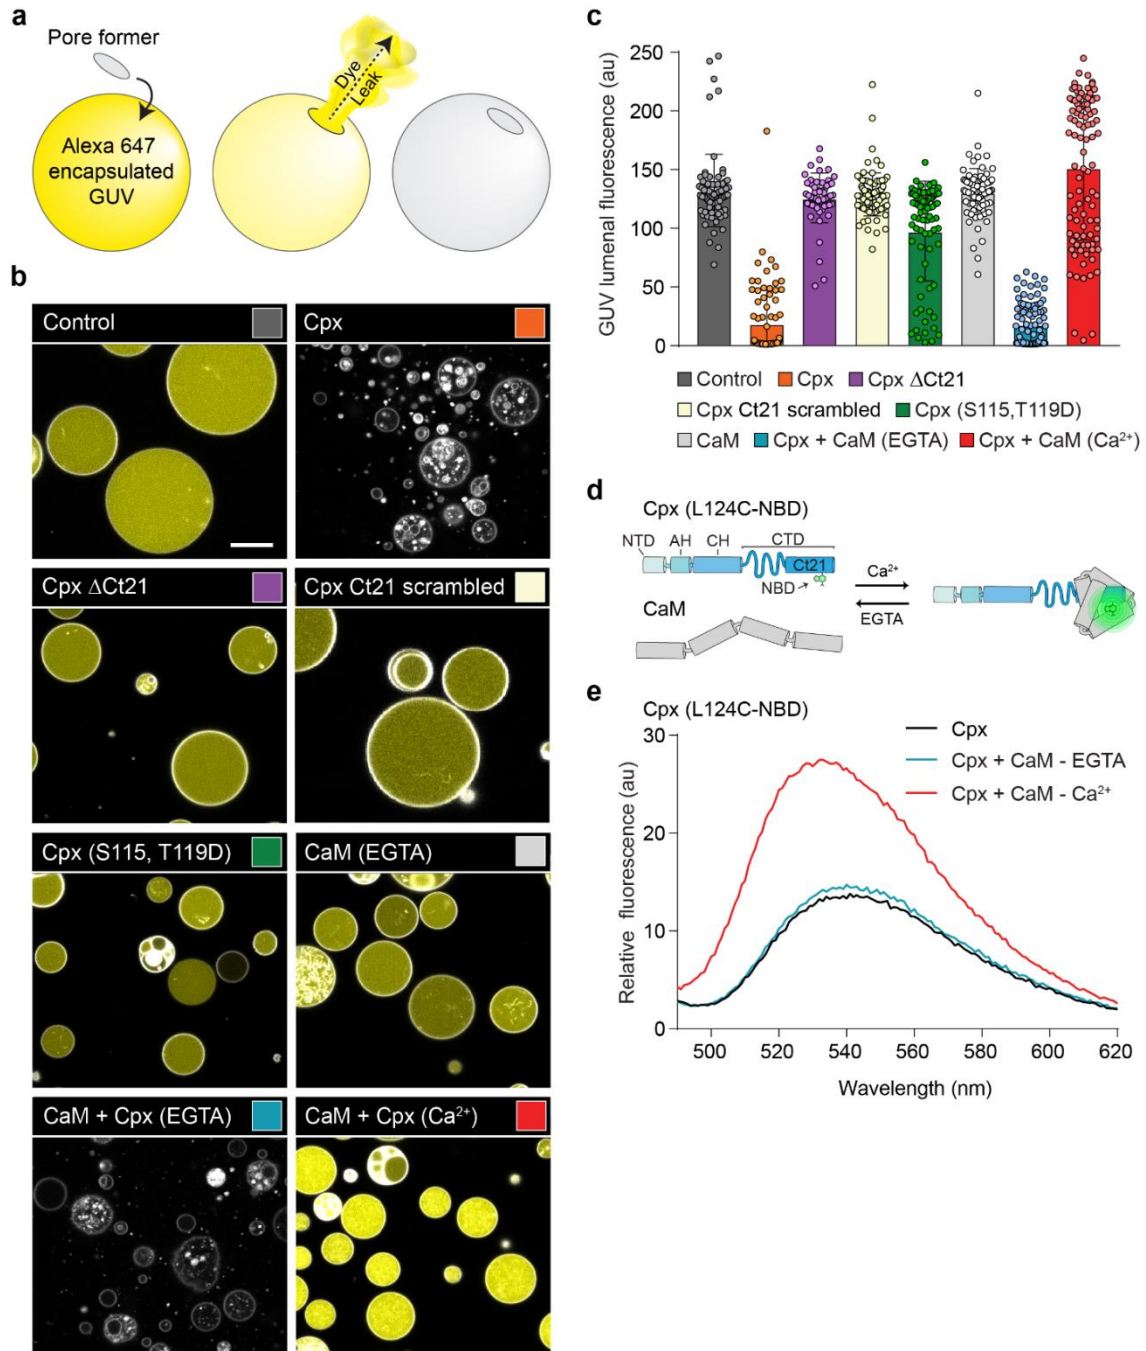 a
Pore former
Alexa 647
encapsulated
GUV
Dye
Leak
b
Control
Cpx
Cpx ΔCt21
Cpx Ct21 scrambled
Cpx (S115, T119D)
CaM (EGTA)
CaM + Cpx (EGTA)
CaM + Cpx (Ca²⁺)
c
GUV lumenal fluorescence (au)
250
200
150
100
50
0
Control
Cpx
Cpx ΔCt21
Cpx Ct21 scrambled
Cpx (S115,T119D)
CaM
Cpx + CaM (EGTA)
Cpx + CaM (Ca²⁺)
d
Cpx (L124C-NBD)
NTD
AH
CH
CTD
Ct21
NBD
CaM
Ca²⁺
EGTA
e
Cpx (L124C-NBD)
Relative fluorescence (au)
30
20
10
0
Cpx
Cpx + CaM - EGTA
Cpx + CaM - Ca²⁺
500
520
540
560
580
600
620
Wavelength (nm)